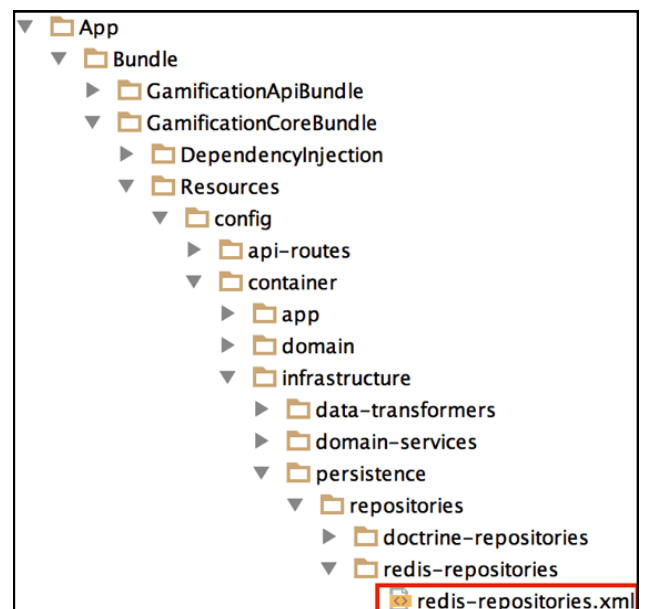 App
Bundle
GamificationApiBundle
GamificationCoreBundle
DependencyInjection
Resources
config
api-routes
container
app
domain
infrastructure
data-transformers
domain-services
persistence
repositories
doctrine-repositories
redis-repositories
redis-repositories.xml